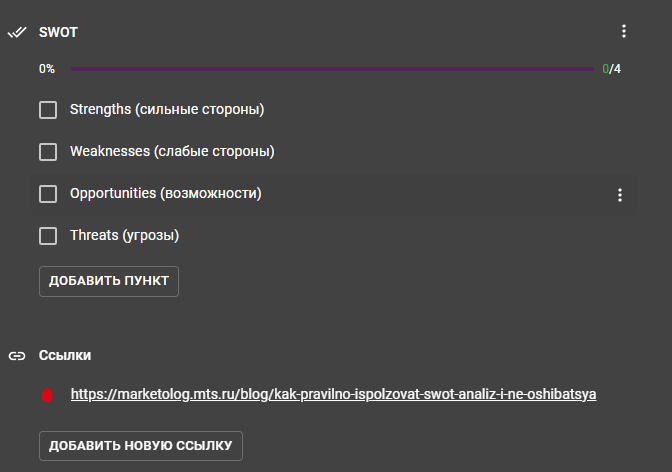 SWOT
0% 0/4
Strengths (сильные стороны)
Weaknesses (слабые стороны)
Opportunities (возможности)
Threats (угрозы)
ДОБАВИТЬ ПУНКТ
Ссылки
https://marketolog.mts.ru/blog/kak-pravilno-ispolzovat-swot-analiz-i-ne-oshibatsya
ДОБАВИТЬ НОВУЮ ССЫЛКУ